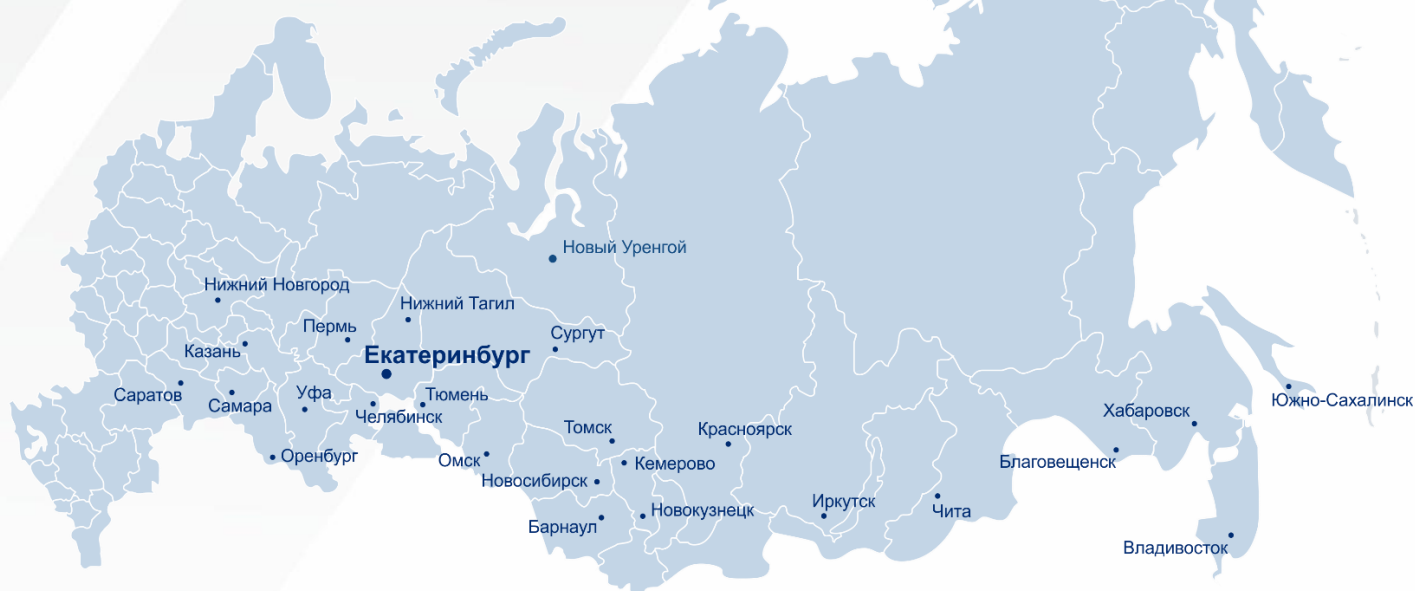 Новый Уренгой
Нижний Новгород
Нижний Тагил
Пермь
Сургут
Казань
Екатеринбург
Саратов
Самара
Уфа
Челябинск
Тюмень
Южно-Сахалинск
Хабаровск
Томск
Красноярск
Оренбург
Омск
Кемерово
Благовещенск
Новосибирск
Иркутск
Новокузнецк
Чита
Барнаул
Владивосток